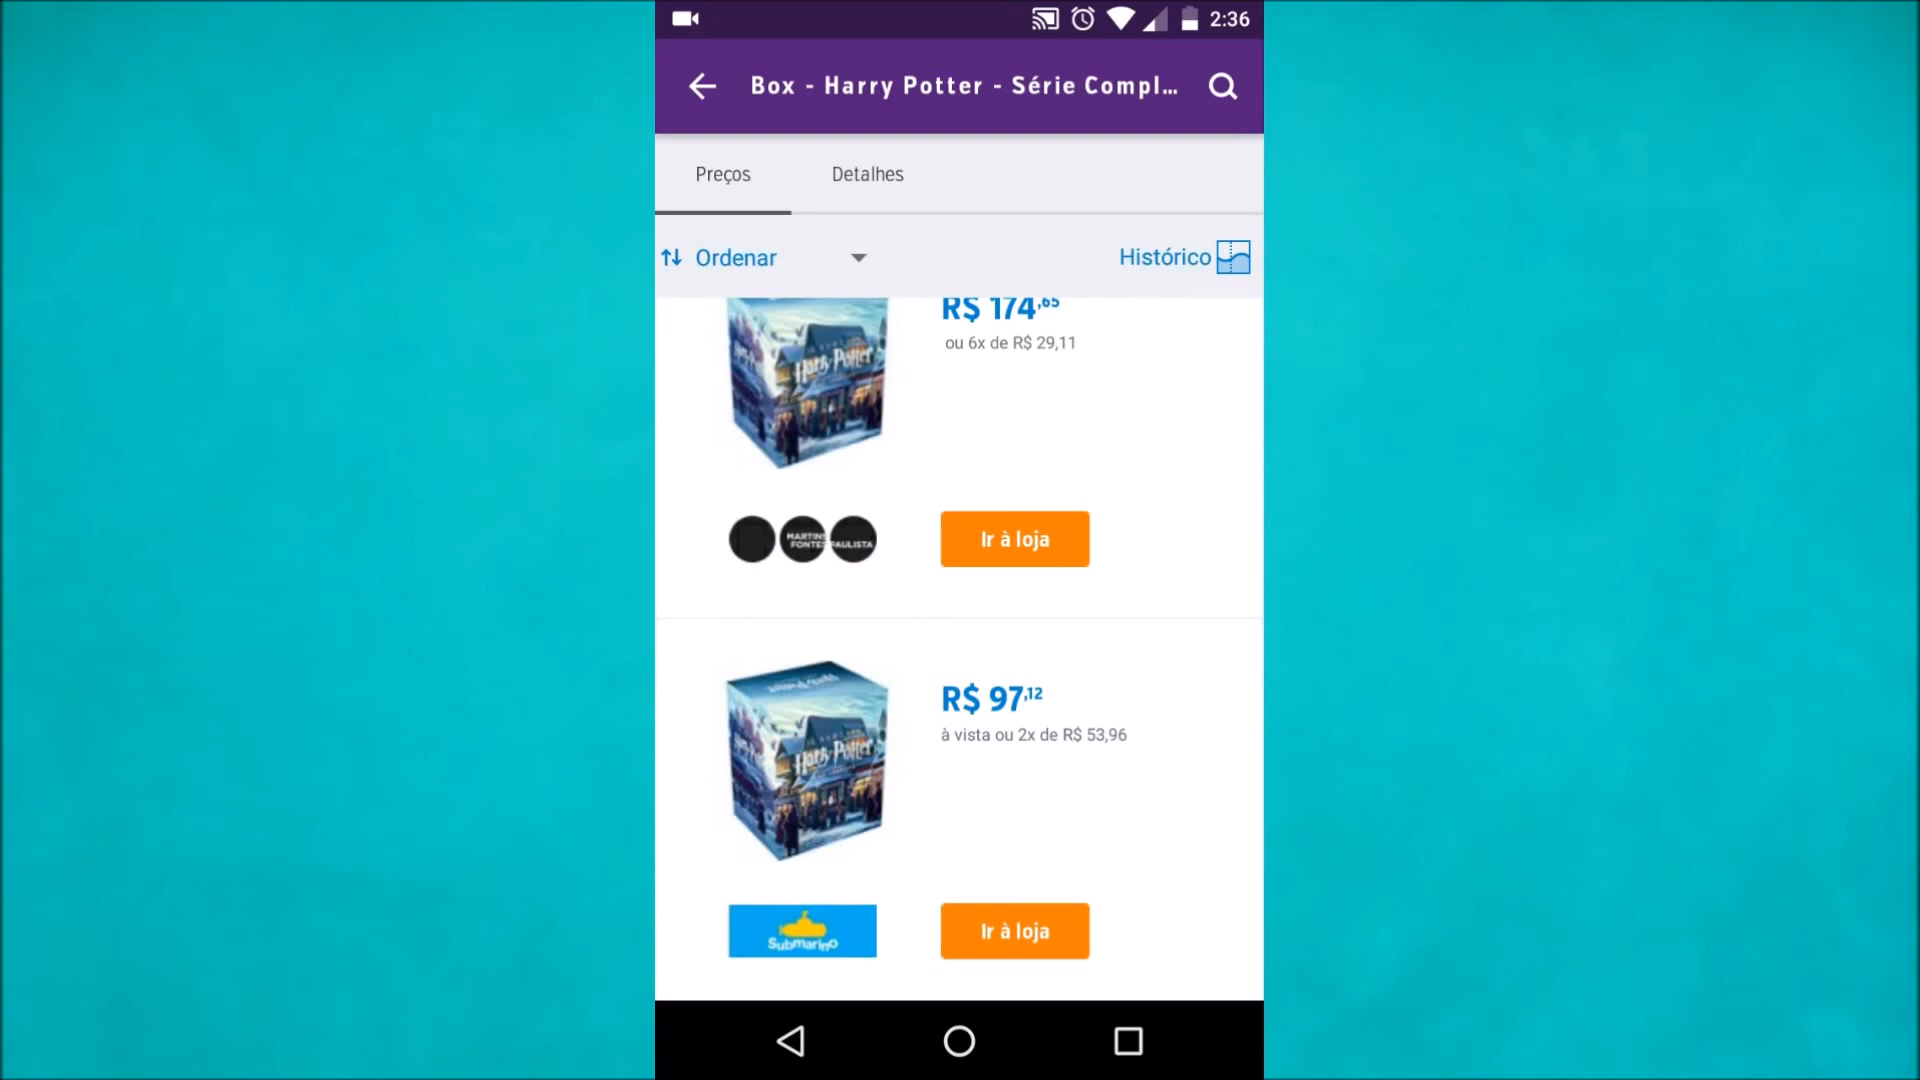 2:36
Box - Harry Potter - Série Compl...
Preços
Detalhes
Ordenar
Histórico
R$ 174,65
ou 6x de R$ 29,11
Harry Potter
MARTINS
FONTES PAULISTA
Ir à loja
Harry Potter
R$ 97,12
Harry Potter
à vista ou 2x de R$ 53,96
Submarino
Ir à loja